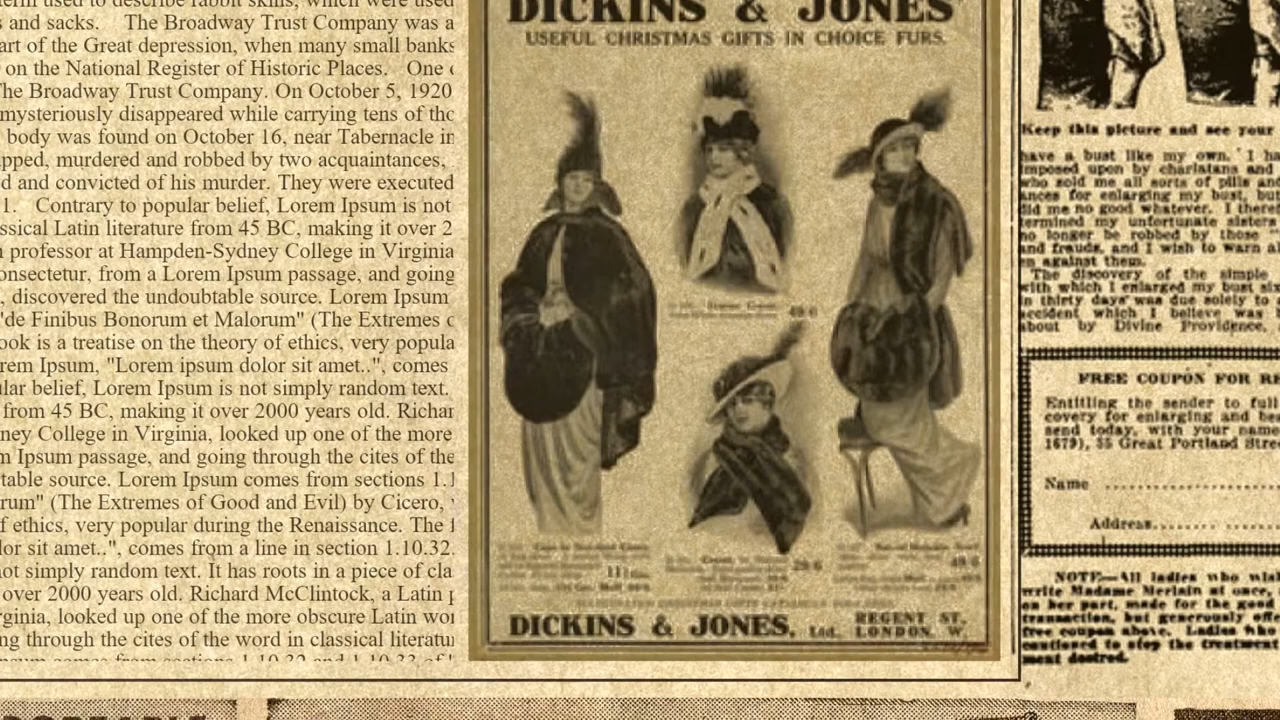 s and sacks. The Broadway Trust Company was a
art of the Great depression, when many small banks
on the National Register of Historic Places. One
he Broadway Trust Company. On October 5, 1920
mysteriously disappeared while carrying tens of
body was found on October 16, near Tabernacle in
pped, murdered and robbed by two acquaintances,
d and convicted of his murder. They were executed
1. Contrary to popular belief, Lorem Ipsum is not
ssical Latin literature from 45 BC, making it over 2
n professor at Hampden-Sydney College in Virginia
onsectetur, from a Lorem Ipsum passage, and going
, discovered the undoubtable source. Lorem Ipsum
"de Finibus Bonorum et Malorum" (The Extremes
ook is a treatise on the theory of ethics, very popula
rem Ipsum, "Lorem ipsum dolor sit amet..", comes
lar belief, Lorem Ipsum is not simply random text.
from 45 BC, making it over 2000 years old. Richar
ney College in Virginia, looked up one of the more
m Ipsum passage, and going through the cites of the
table source. Lorem Ipsum comes from sections 1.1
rum" (The Extremes of Good and Evil) by Cicero,
f ethics, very popular during the Renaissance. The
lor sit amet..", comes from a line in section 1.10.32.
not simply random text. It has roots in a piece of cla
over 2000 years old. Richard McClintock, a Latin
rginia, looked up one of the more obscure Latin
ng through the cites of the word in classical literatu
DICKINS & JONES'
USEFUL CHRISTMAS GIFTS IN CHOICE FURS.
DICKINS & JONES, Ltd.,
REGENT ST.,
LONDON, W.
Keep this picture and see your
have a bust like my own. I ha
imposed upon by charlatans and
who sold me all sorts of pills and
ances for enlarging my bust, but
did me no good whatever. I there
termined my unfortunate sisters
no longer be robbed by those
and frauds, and I wish to warn al
en against them.
The discovery of the simple
with which I enlarged my bust six
in thirty days was due solely to
accident which I believe was
about by Divine Providence,
FREE COUPON FOR RE
Entitling the sender to full
covery for enlarging and bea
send today, with your name
1679), 55 Great Portland Stree
Name
Address
NOTE—All ladies who wis
write Madame Merlain at once,
on her part, made for the good
transaction, but generously offe
free coupon above. Ladies who
cautioned to stop the treatment
ment desired.